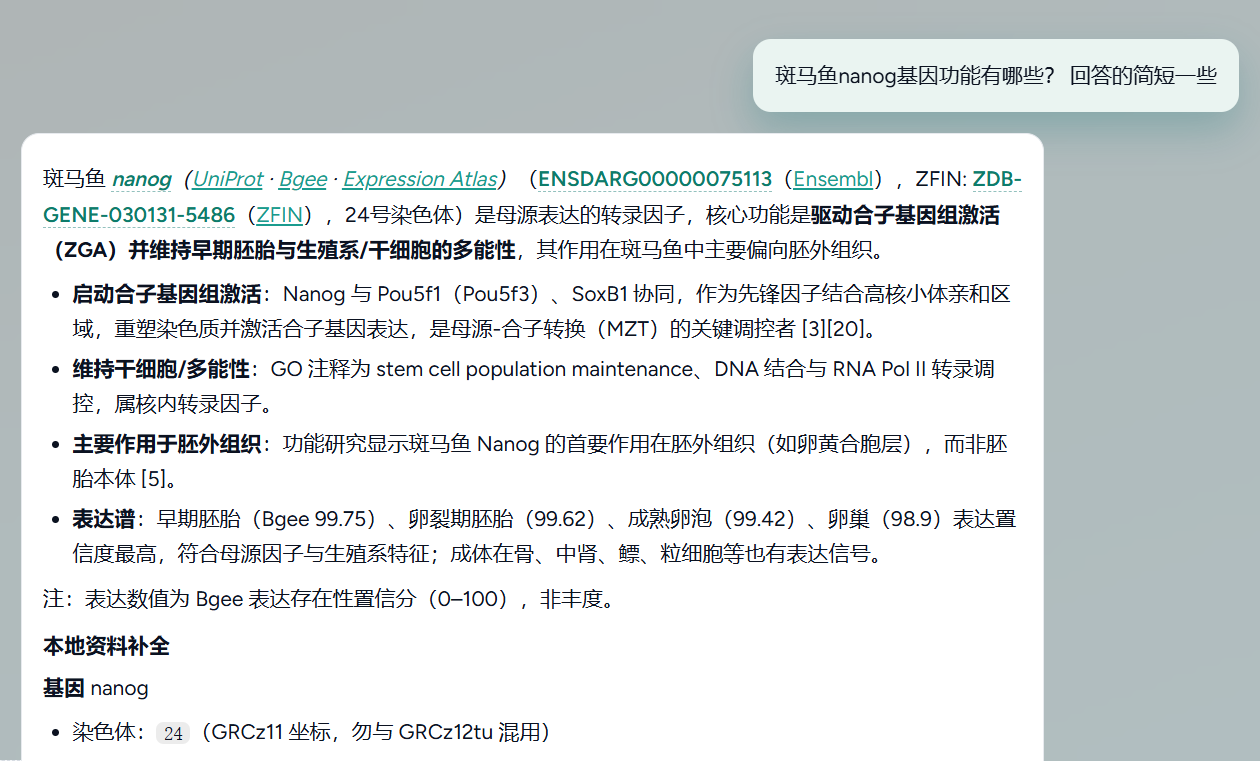 斑马鱼nanog基因功能有哪些？ 回答的简短一些
斑马鱼 nanog（UniProt · Bgee · Expression Atlas）（ENSDARG00000075113（Ensembl），ZFIN: ZDB-
GENE-030131-5486（ZFIN），24号染色体）是母源表达的转录因子，核心功能是驱动合子基因组激活
（ZGA）并维持早期胚胎与生殖系/干细胞的多能性，其作用在斑马鱼中主要偏向胚外组织。
• 启动合子基因组激活：Nanog 与 Pou5f1（Pou5f3）、SoxB1 协同，作为先锋因子结合高核小体亲和区
域，重塑染色质并激活合子基因表达，是母源-合子转换（MZT）的关键调控者 [3][20]。
• 维持干细胞/多能性：GO 注释为 stem cell population maintenance、DNA 结合与 RNA Pol II 转录调
控，属核内转录因子。
• 主要作用于胚外组织：功能研究显示斑马鱼 Nanog 的首要作用在胚外组织（如卵黄合胞层），而非胚
胎本体 [5]。
• 表达谱：早期胚胎（Bgee 99.75）、卵裂期胚胎（99.62）、成熟卵泡（99.42）、卵巢（98.9）表达置
信度最高，符合母源因子与生殖系特征；成体在骨、中肾、鳔、粒细胞等也有表达信号。
注：表达数值为 Bgee 表达存在性置信分（0–100），非丰度。
本地资料补全
基因 nanog
• 染色体：24（GRCz11 坐标，勿与 GRCz12tu 混用）